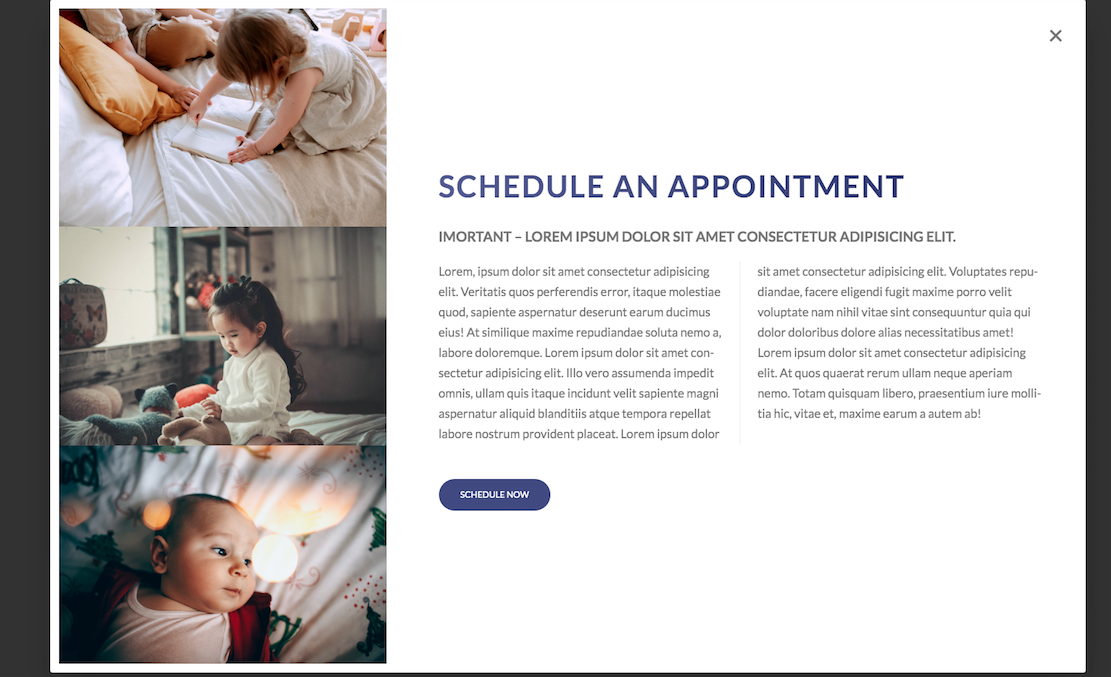 SCHEDULE AN APPOINTMENT
IMORTANT – LOREM IPSUM DOLOR SIT AMET CONSECTETUR ADIPISICING ELIT.
Lorem, ipsum dolor sit amet consectetur adipisicing
elit. Veritatis quos perferendis error, itaque molestiae
quod, sapiente aspernatur deserunt earum ducimus
eius! At similique maxime repudiandae soluta nemo a,
labore doloremque. Lorem ipsum dolor sit amet con-
sectetur adipisicing elit. Illo vero assumenda impedit
omnis, ullam quis itaque incidunt velit sapiente magni
aspernatur aliquid blanditiis atque tempora repellat
labore nostrum provident placeat. Lorem ipsum dolor
sit amet consectetur adipisicing elit. Voluptates repu-
diandae, facere eligendi fugit maxime porro velit
voluptate nam nihil vitae sint consequuntur quia qui
dolor doloribus dolore alias necessitatibus amet!
Lorem ipsum dolor sit amet consectetur adipisicing
elit. At quos quaerat rerum ullam neque aperiam
nemo. Totam quisquam libero, praesentium iure molli-
tia hic, vitae et, maxime earum a autem ab!
SCHEDULE NOW